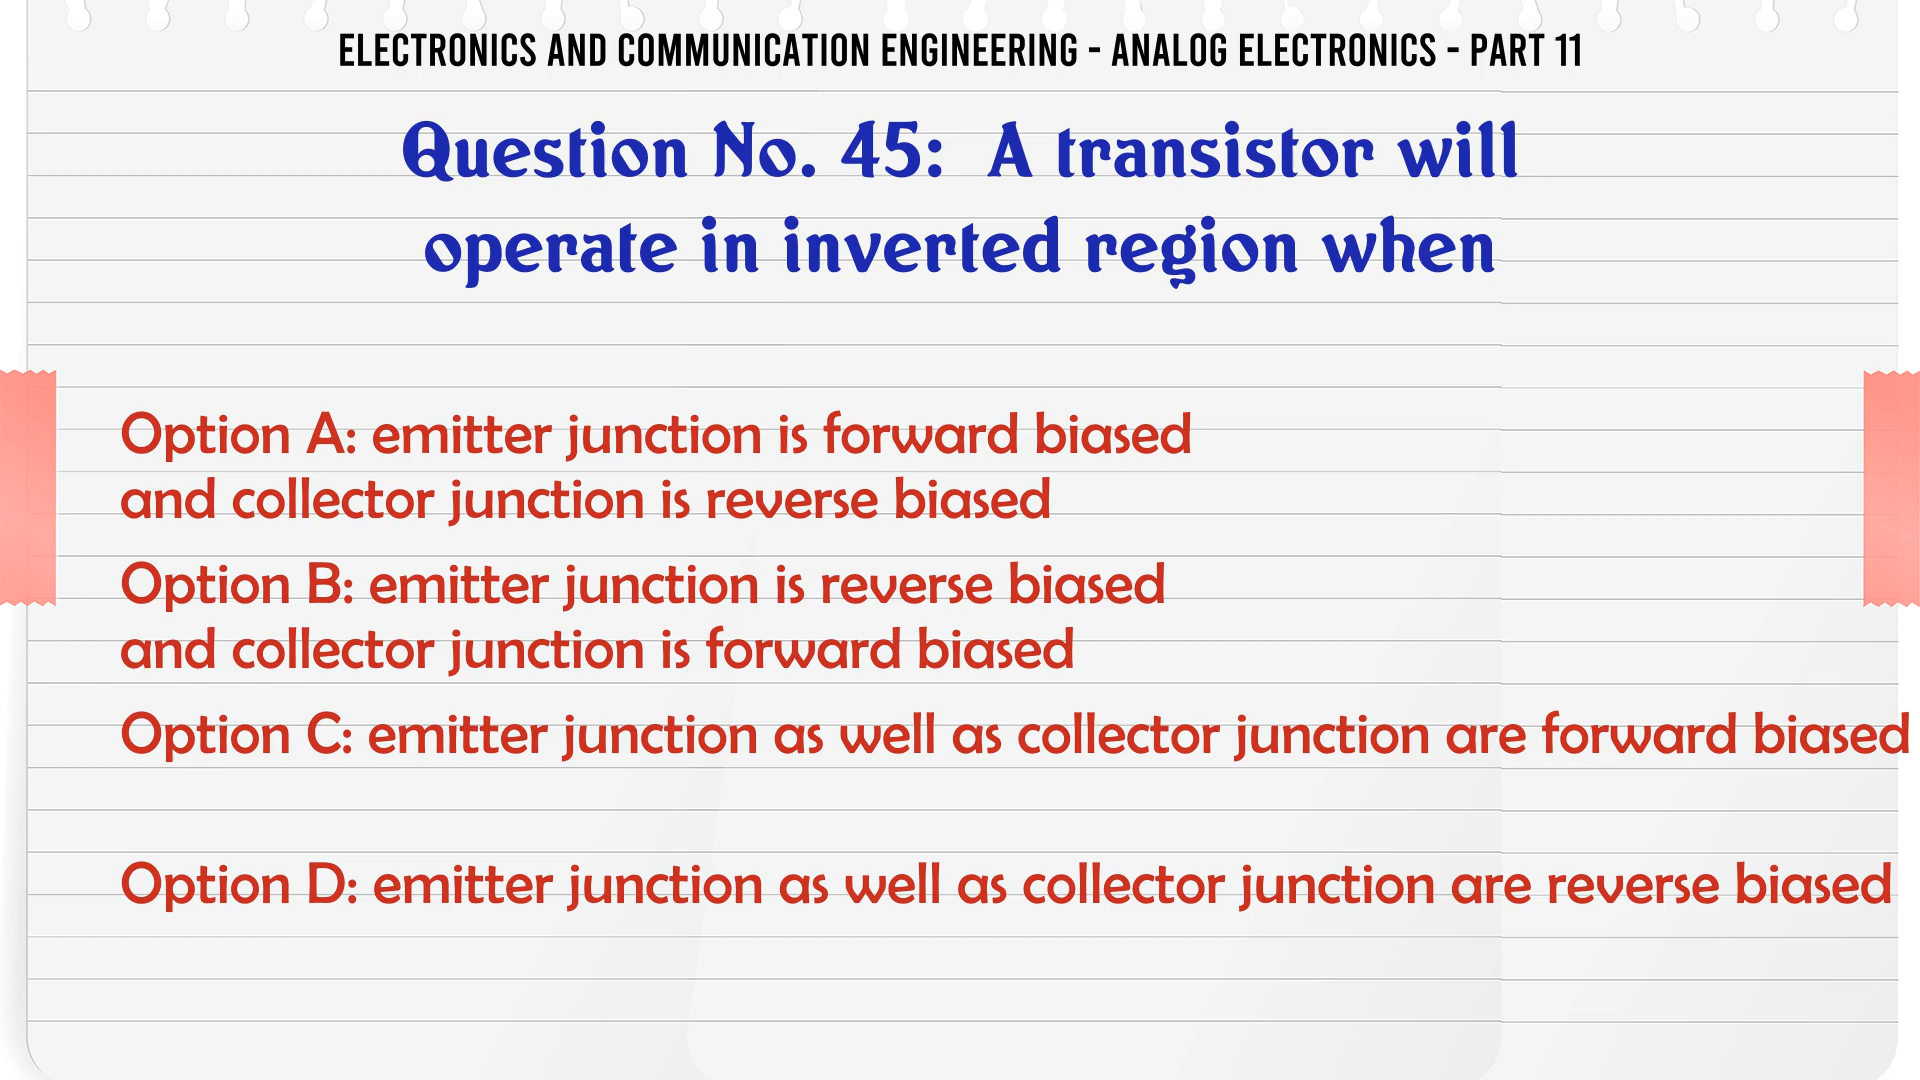 ELECTRONICS AND COMMUNICATION ENGINEERING - ANALOG ELECTRONICS - PART 11
Question No. 45: A transistor will
operate in inverted region when
Option A: emitter junction is forward biased
and collector junction is reverse biased
Option B: emitter junction is reverse biased
and collector junction is forward biased
Option C: emitter junction as well as collector junction are forward biased
Option D: emitter junction as well as collector junction are reverse biased